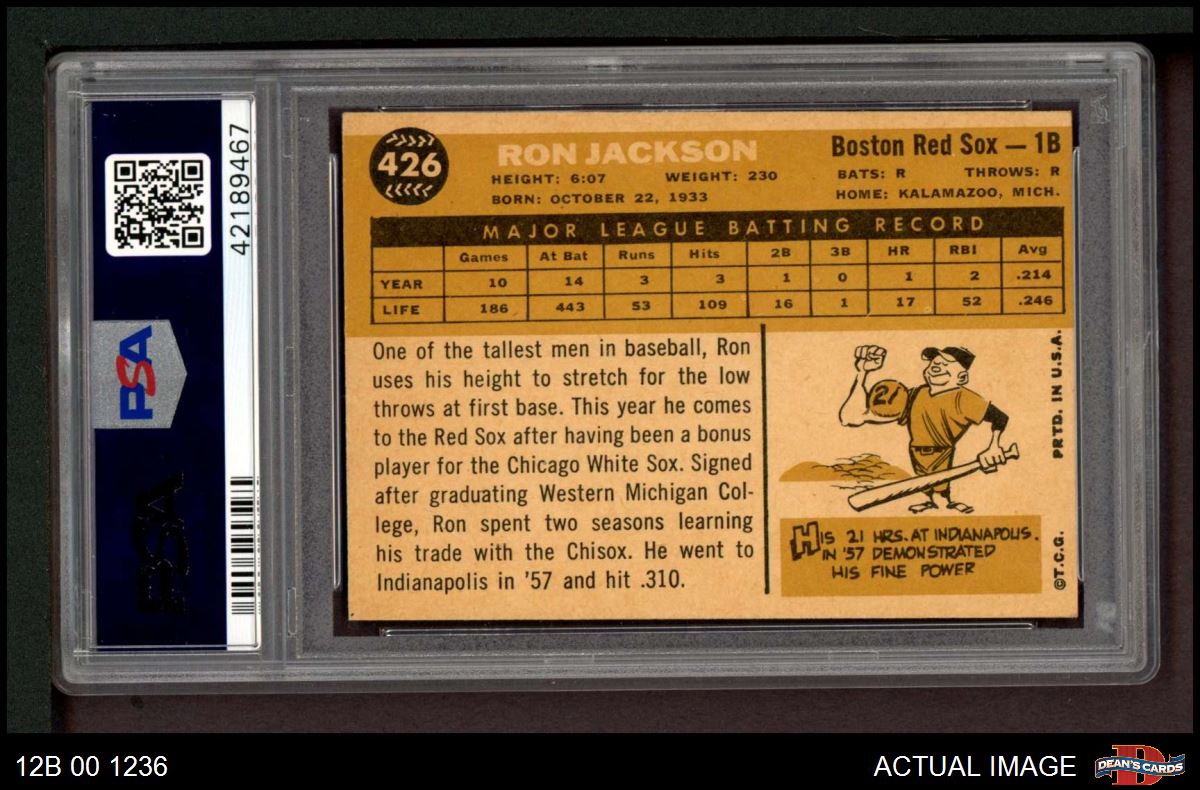 42189467
PSA
PSA
426
RON JACKSON
Boston Red Sox — 1B
HEIGHT: 6:07 WEIGHT: 230
BATS: R THROWS: R
BORN: OCTOBER 22, 1933
HOME: KALAMAZOO, MICH.
MAJOR LEAGUE BATTING RECORD
Games At Bat Runs Hits 2B 3B HR RBI Avg
YEAR 10 14 3 3 1 0 1 2 .214
LIFE 186 443 53 109 16 1 17 52 .246
One of the tallest men in baseball, Ron
uses his height to stretch for the low
throws at first base. This year he comes
to the Red Sox after having been a bonus
player for the Chicago White Sox. Signed
after graduating Western Michigan Col-
lege, Ron spent two seasons learning
his trade with the Chisox. He went to
Indianapolis in '57 and hit .310.
21
HIS 21 HRS. AT INDIANAPOLIS.
IN '57 DEMONSTRATED
HIS FINE POWER
©T.C.G. PRTD. IN U.S.A.
12B 00 1236
ACTUAL IMAGE
D
DEAN'S CARDS